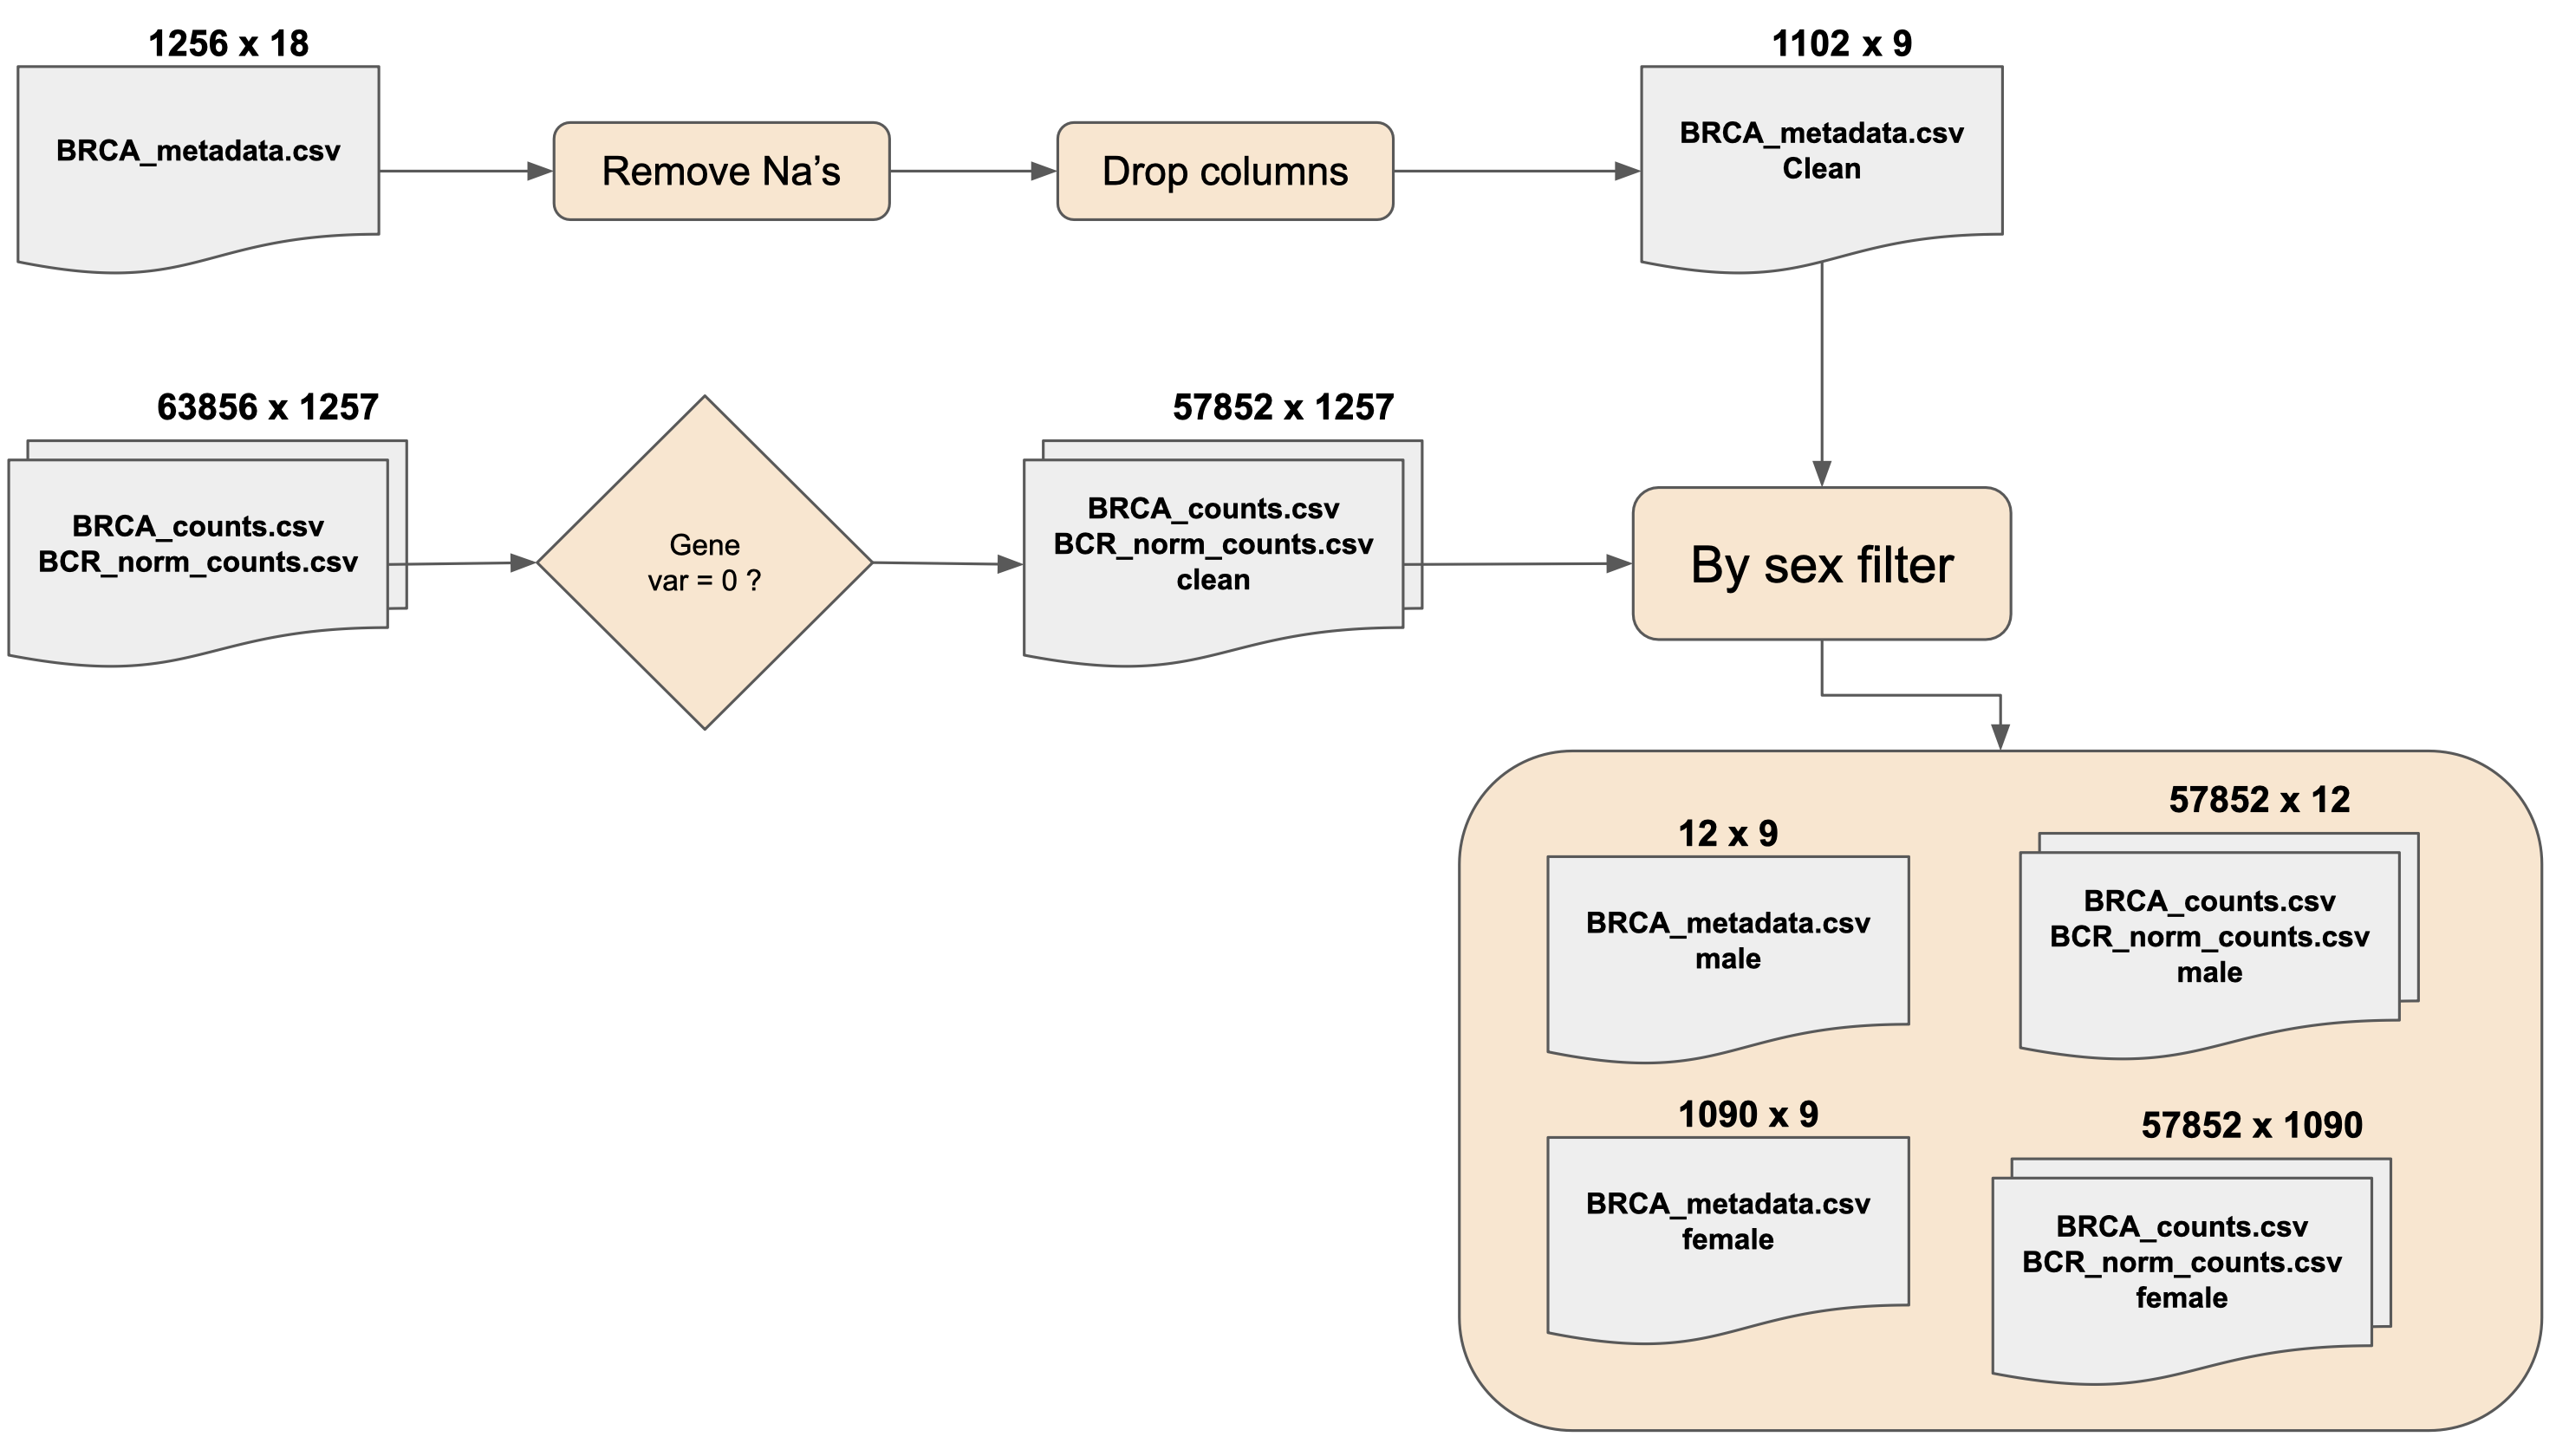 1256 x 18
BRCA_metadata.csv
Remove Na’s
Drop columns
1102 x 9
BRCA_metadata.csv
Clean
63856 x 1257
BRCA_counts.csv
BCR_norm_counts.csv
Gene
var = 0 ?
57852 x 1257
BRCA_counts.csv
BCR_norm_counts.csv
clean
By sex filter
12 x 9
BRCA_metadata.csv
male
57852 x 12
BRCA_counts.csv
BCR_norm_counts.csv
male
1090 x 9
BRCA_metadata.csv
female
57852 x 1090
BRCA_counts.csv
BCR_norm_counts.csv
female